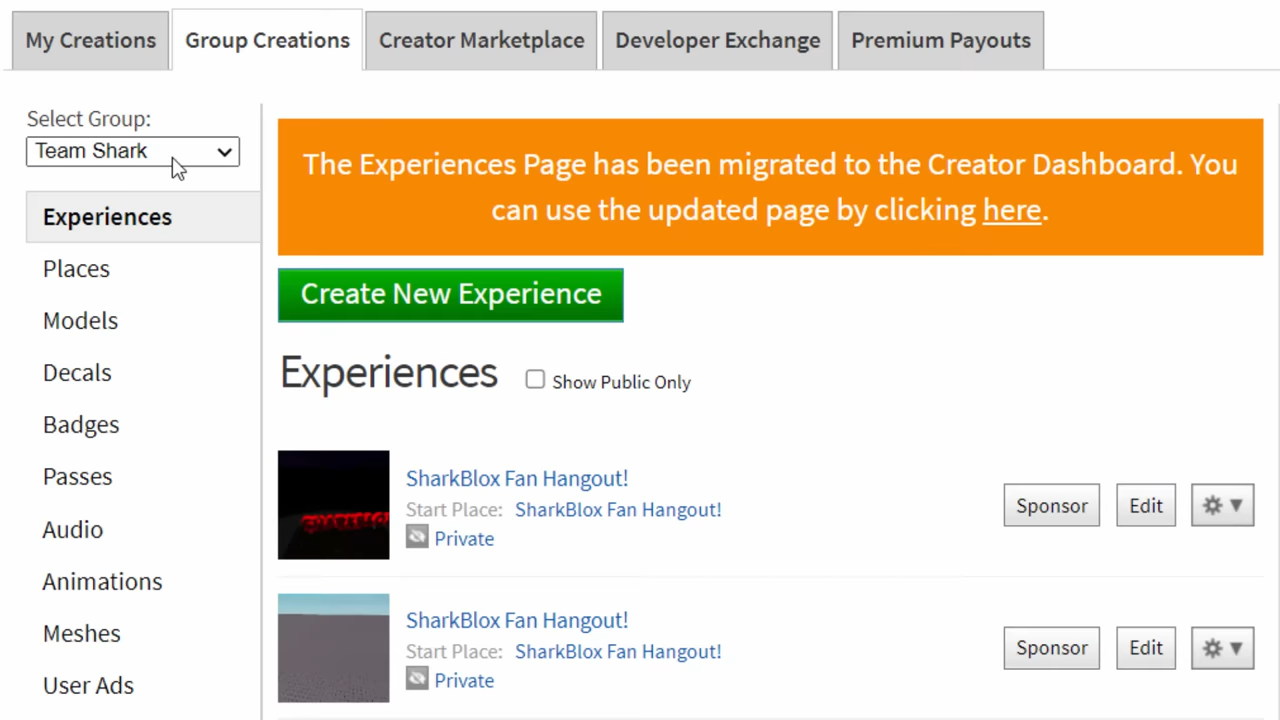 My Creations
Group Creations
Creator Marketplace
Developer Exchange
Premium Payouts
Select Group:
Team Shark
Experiences
Places
Models
Decals
Badges
Passes
Audio
Animations
Meshes
User Ads
The Experiences Page has been migrated to the Creator Dashboard. You
can use the updated page by clicking here.
Create New Experience
Experiences
Show Public Only
SharkBlox Fan Hangout!
Start Place: SharkBlox Fan Hangout!
Private
Sponsor
Edit
SharkBlox Fan Hangout!
Start Place: SharkBlox Fan Hangout!
Private
Sponsor
Edit